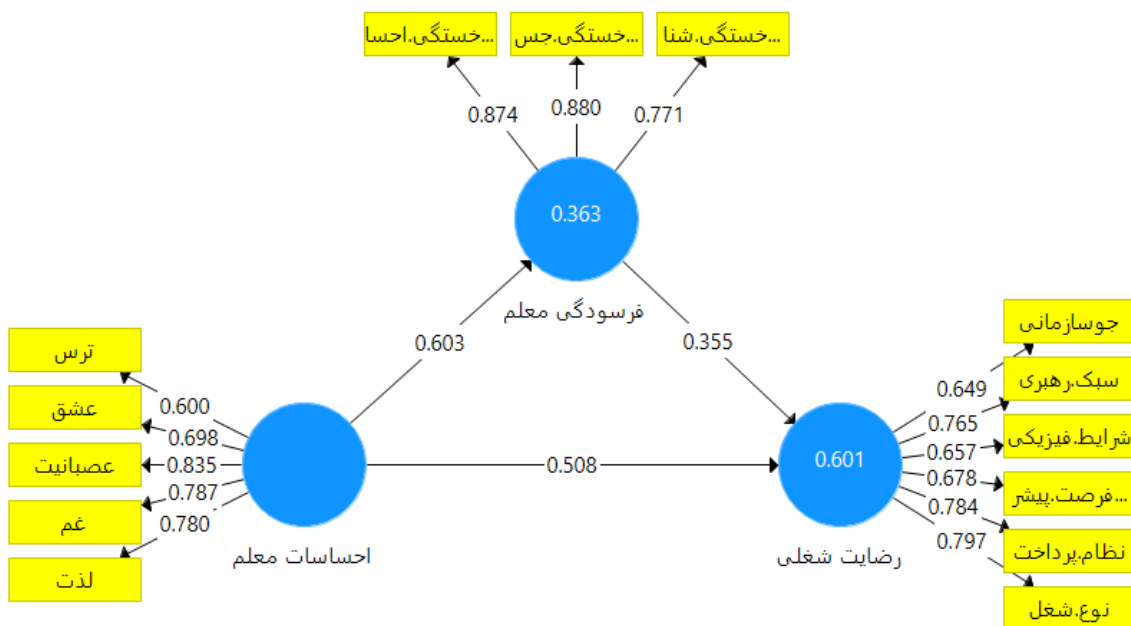 خستگی.احسا...
خستگی.جس...
خستگی.شنا...
0.874
0.880
0.771
0.363
فرسودگی معلم
0.603
0.355
ترس
عشق
عصبانیت
غم
لذت
0.600
0.698
0.835
0.787
0.780
احساسات معلم
0.508
0.601
رضایت شغلی
0.649
0.765
0.657
0.678
0.784
0.797
جوسازمانی
سبک.رهبری
شرایط.فیزیکی
فرصت.پیشر...
نظام.پرداخت
نوع.شغل